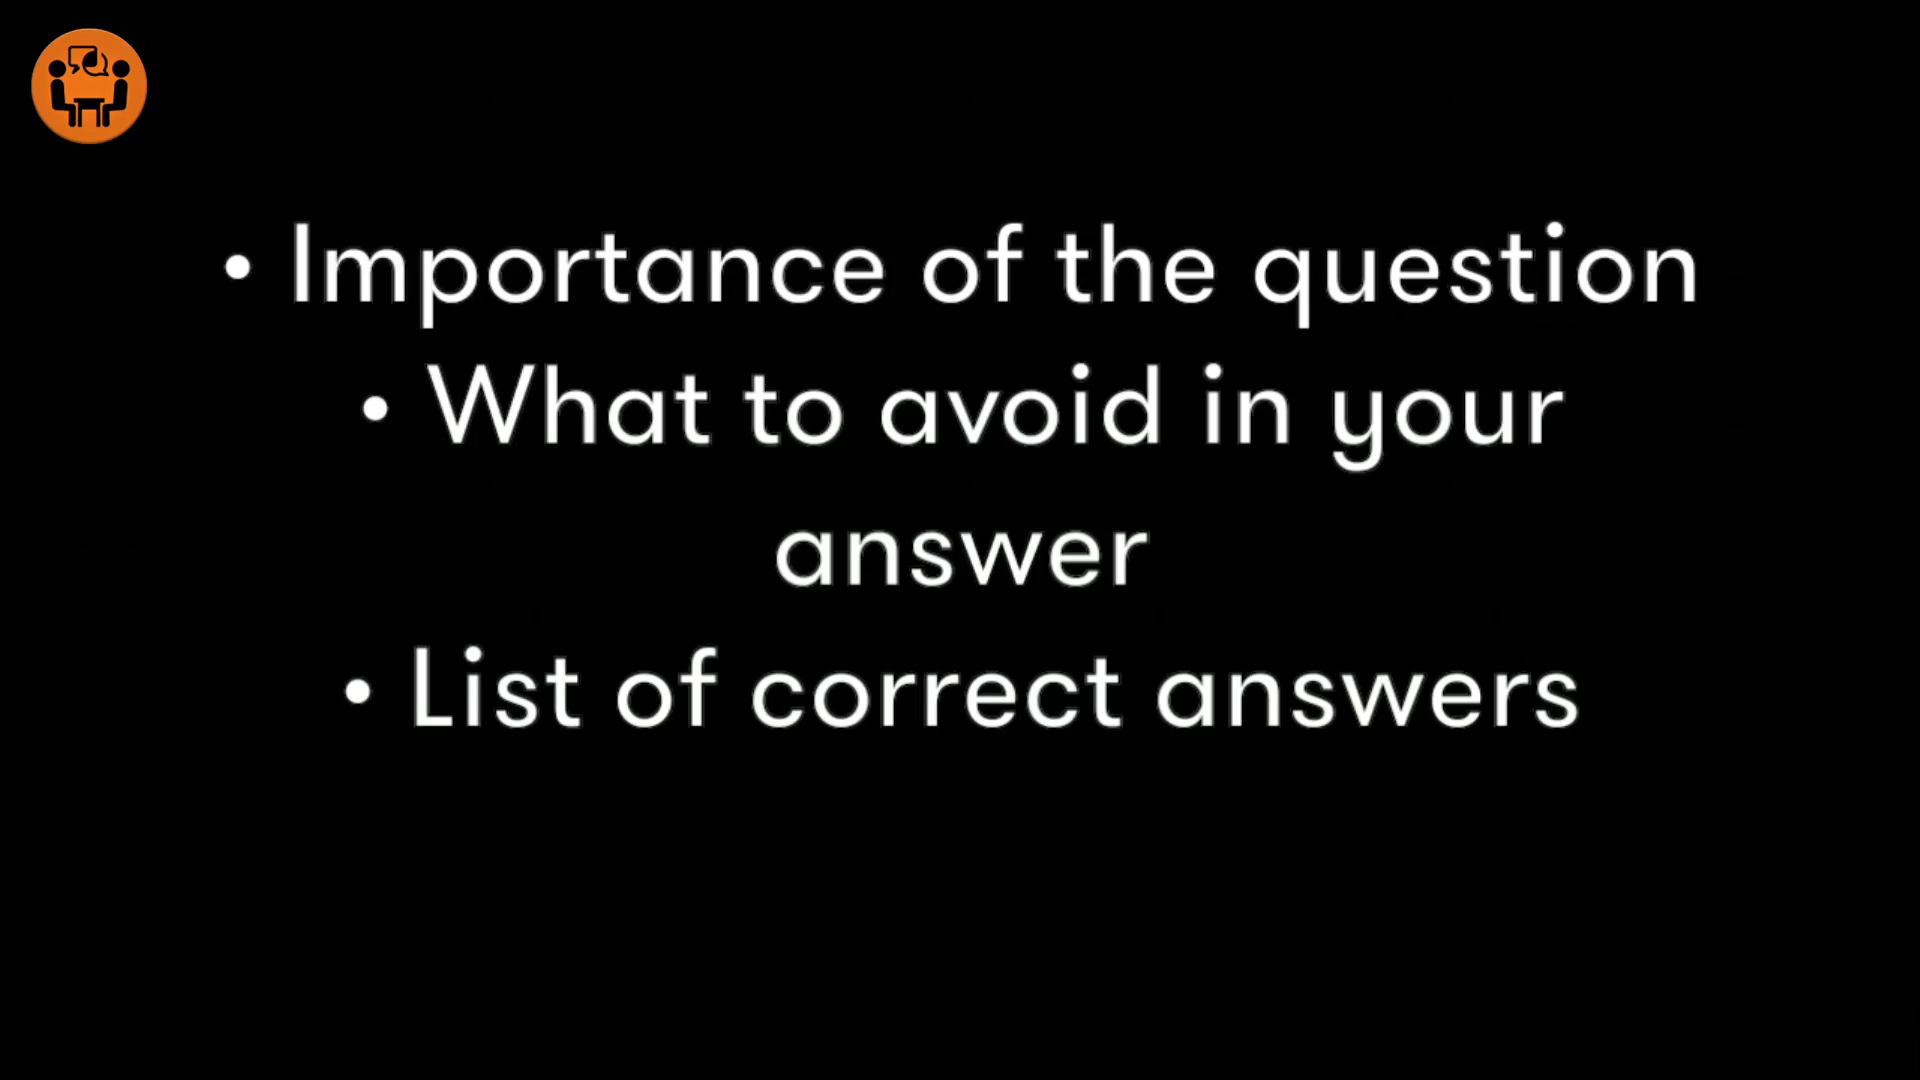 • Importance of the question
• What to avoid in your
answer
• List of correct answers